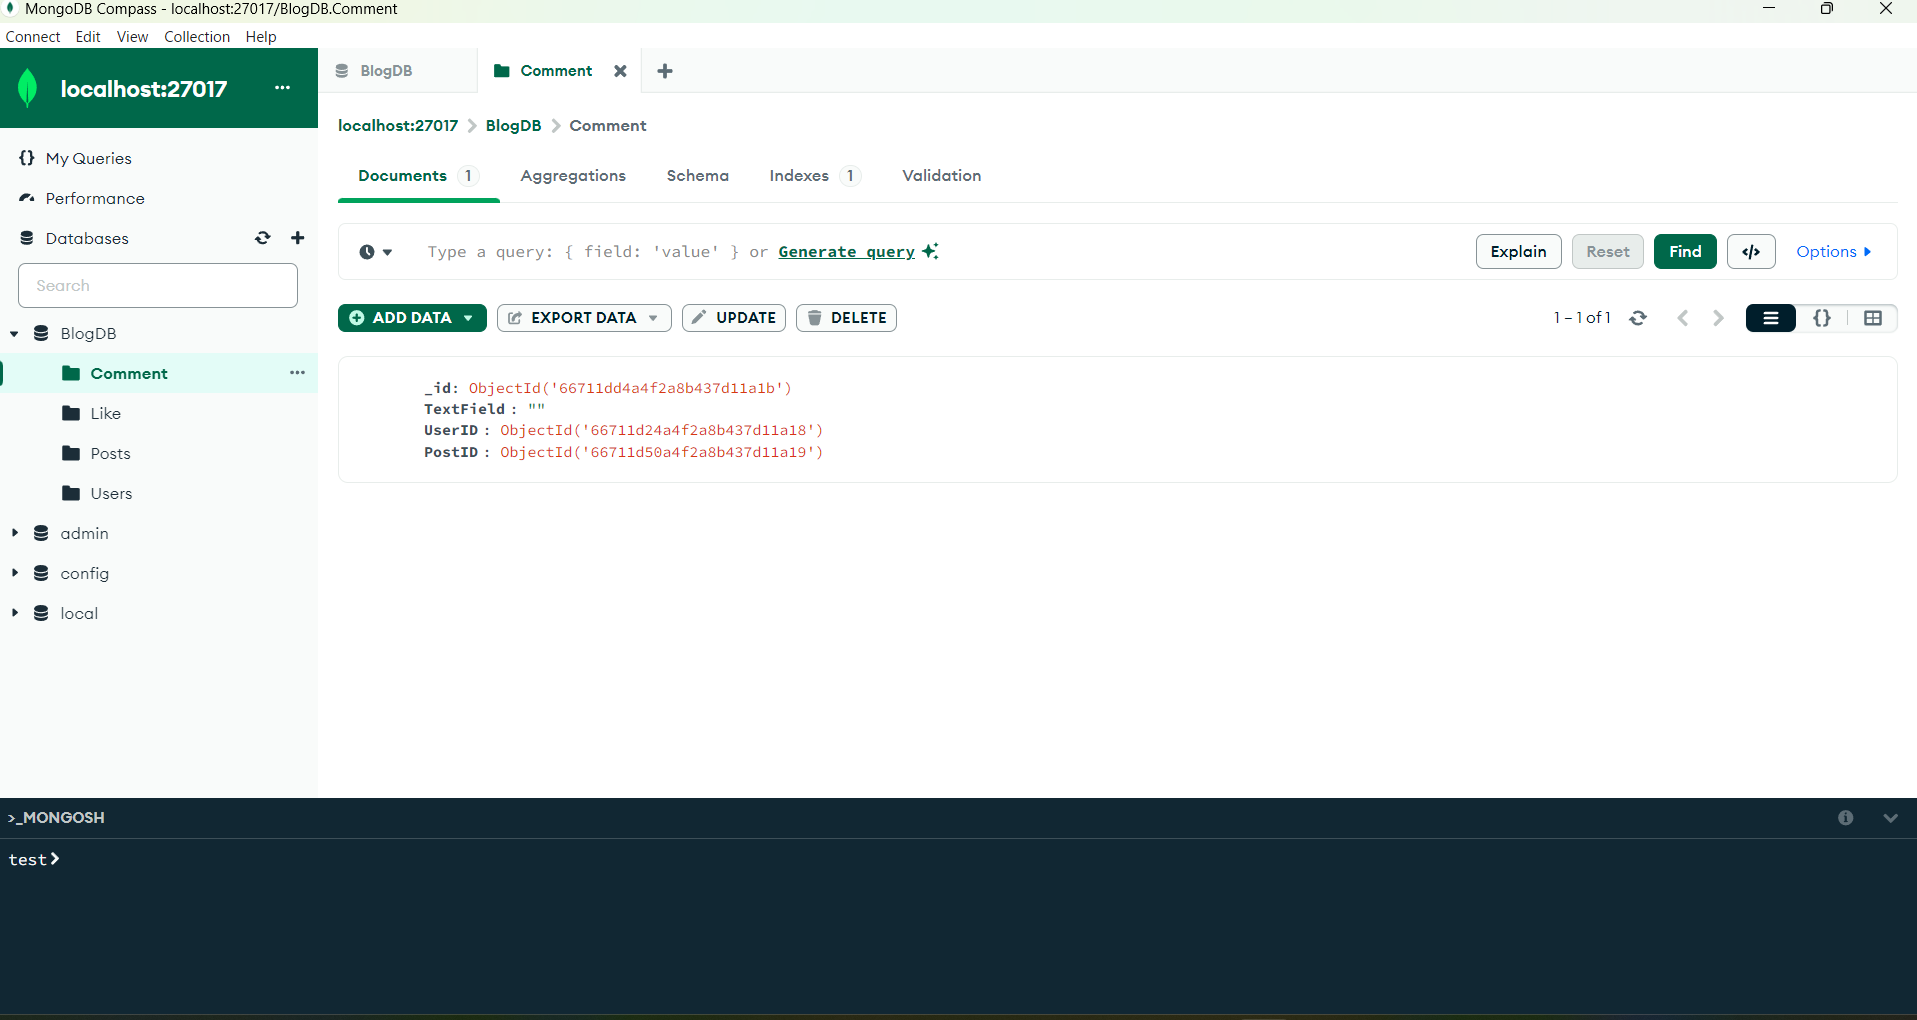 MongoDB Compass - localhost:27017/BlogDB.Comment
Connect Edit View Collection Help
localhost:27017 ...
BlogDB Comment
localhost:27017 > BlogDB > Comment
My Queries
Performance
Databases
Search
BlogDB
Comment ...
Like
Posts
Users
admin
config
local
Documents 1 Aggregations Schema Indexes 1 Validation
Type a query: { field: 'value' } or Generate query
Explain Reset Find </> Options
ADD DATA EXPORT DATA UPDATE DELETE
1 – 1 of 1 {}
_id: ObjectId('66711dd4a4f2a8b437d11a1b')
TextField : ""
UserID : ObjectId('66711d24a4f2a8b437d11a18')
PostID : ObjectId('66711d50a4f2a8b437d11a19')
>_MONGOSH
test>